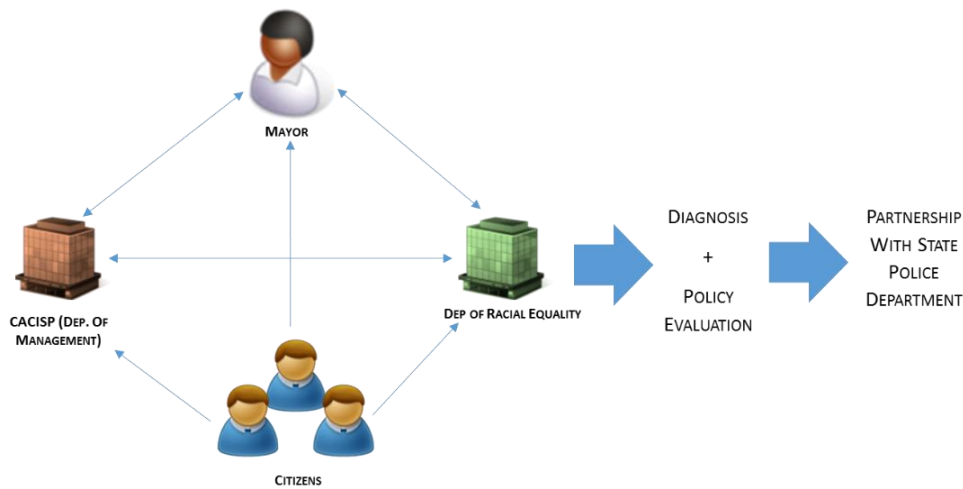 MAYOR
CACISP (DEP. OF
MANAGEMENT)
DEP OF RACIAL EQUALITY
CITIZENS
DIAGNOSIS
+
POLICY
EVALUATION
PARTNERSHIP
WITH STATE
POLICE
DEPARTMENT